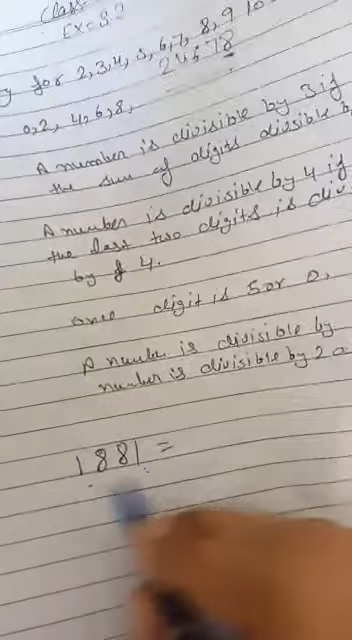 Class
Ex-3.2
y for 2,3,4,5,6,7,8,9 10
24578
0,2, 4,6,8,
A number is divisible by 3 if
the sum of digits divisible b
A number is divisible by 4 if
the last two digits is divi
by 4.
once digit is 5 or 0.
A numbe is divisible by
number is divisible by 2 a
1881 =